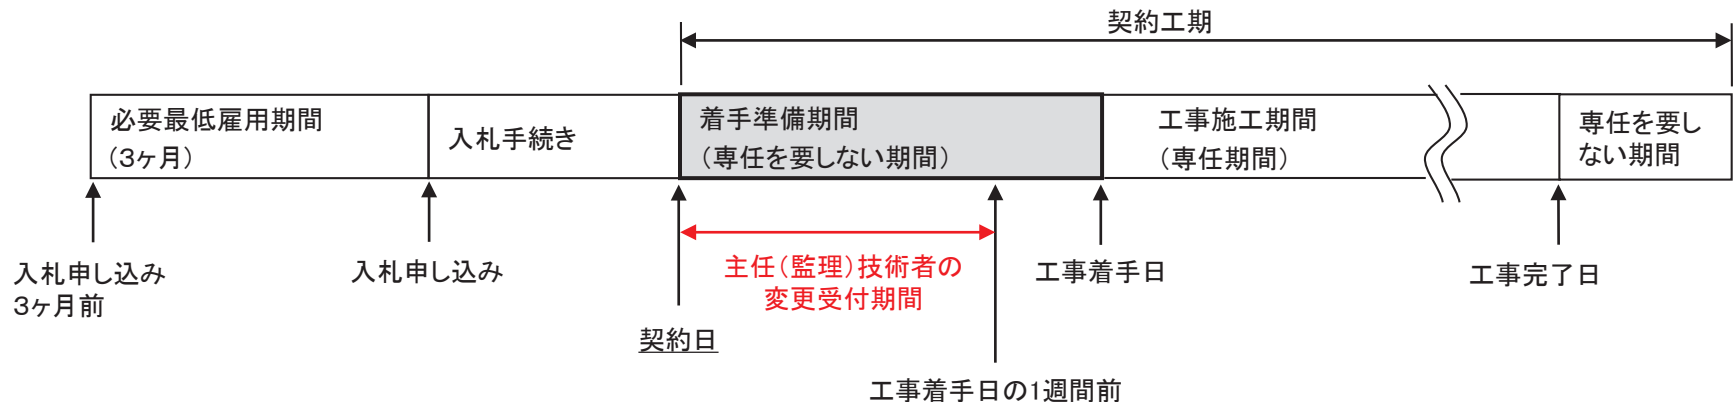 契約工期
必要最低雇用期間
（3ヶ月）
入札手続き
着手準備期間
（専任を要しない期間）
工事施工期間
（専任期間）
専任を要し
ない期間
入札申し込み
3ヶ月前
入札申し込み
主任（監理）技術者の
変更受付期間
工事着手日
工事完了日
契約日
工事着手日の1週間前